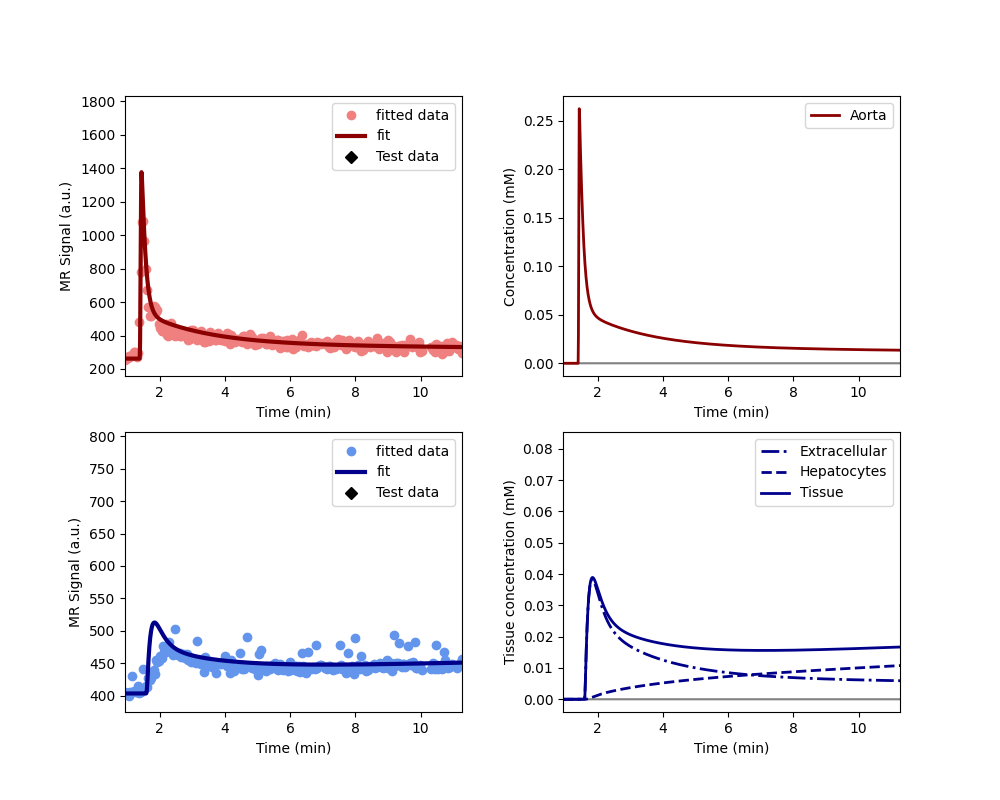 1800
1600
1400
1200
1000
800
600
400
200
MR Signal (a.u.)
fitted data
fit
Test data
2 4 6 8 10
Time (min)
0.25
0.20
0.15
0.10
0.05
0.00
Concentration (mM)
Aorta
2 4 6 8 10
Time (min)
800
750
700
650
600
550
500
450
400
MR Signal (a.u.)
fitted data
fit
Test data
2 4 6 8 10
Time (min)
0.08
0.07
0.06
0.05
0.04
0.03
0.02
0.01
0.00
Tissue concentration (mM)
Extracellular
Hepatocytes
Tissue
2 4 6 8 10
Time (min)